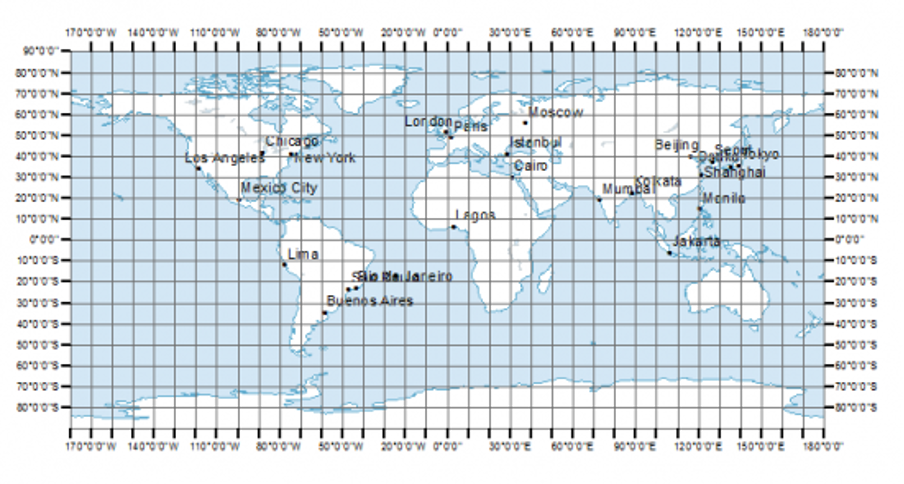 170°0'0"W 140°0'0"W 110°0'0"W 80°0'0"W 50°0'0"W 20°0'0"W 0°0'0" 30°0'0"E 60°0'0"E 90°0'0"E 120°0'0"E 150°0'0"E 180°0'0"
90°0'0"
80°0'0"N 80°0'0"N
70°0'0"N 70°0'0"N
60°0'0"N 60°0'0"N
Moscow
London Paris
50°0'0"N 50°0'0"N
Chicago Istanbul Beijing Seoul
40°0'0"N Los Angeles New York Tokyo 40°0'0"N
Cairo Shanghai
30°0'0"N 30°0'0"N
Mexico City Mumbai Kolkata
20°0'0"N Manila 20°0'0"N
10°0'0"N Lagos 10°0'0"N
0°0'0" Jakarta 0°0'0"
Lima
10°0'0"S 10°0'0"S
Rio de Janeiro
20°0'0"S 20°0'0"S
Buenos Aires
30°0'0"S 30°0'0"S
40°0'0"S 40°0'0"S
50°0'0"S 50°0'0"S
60°0'0"S 60°0'0"S
70°0'0"S 70°0'0"S
80°0'0"S 80°0'0"S
170°0'0"W 140°0'0"W 110°0'0"W 80°0'0"W 50°0'0"W 20°0'0"W 0°0'0" 30°0'0"E 60°0'0"E 90°0'0"E 120°0'0"E 150°0'0"E 180°0'0"